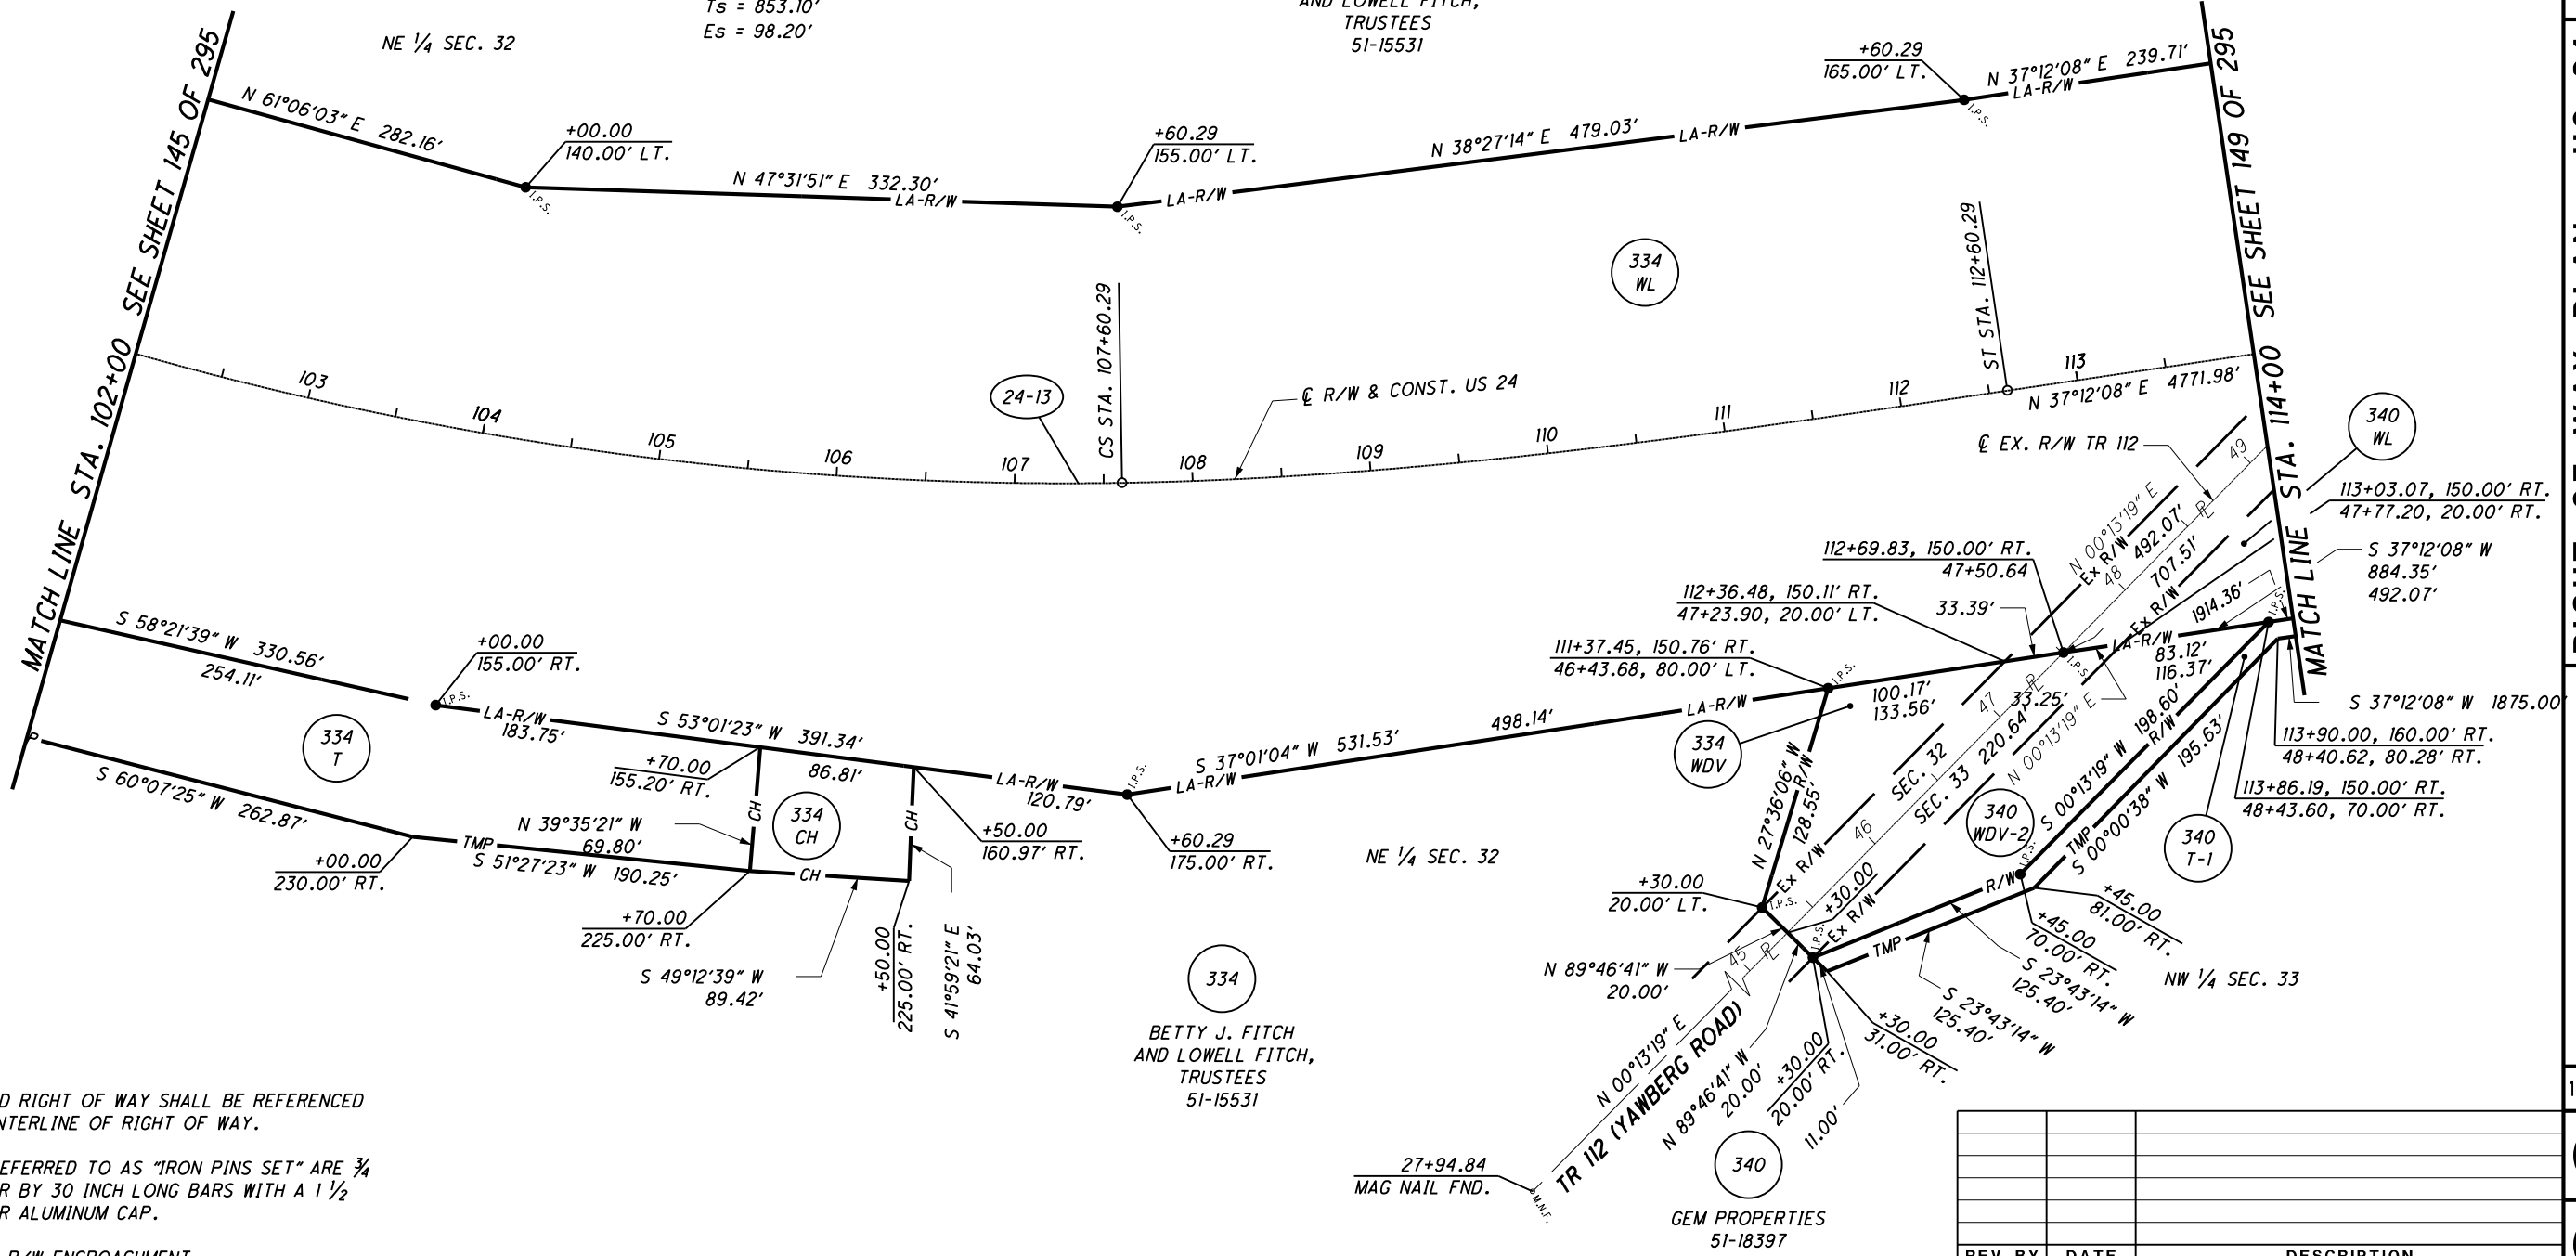 Ts = 853.10'
Es = 98.20'
NE ¼ SEC. 32
AND LOWELL FITCH,
TRUSTEES
51-15531
MATCH LINE STA. 102+00 SEE SHEET 145 OF 295
N 61°06'03" E 282.16'
+00.00
140.00' LT.
I.P.S.
N 47°31'51" E 332.30'
LA-R/W
+60.29
155.00' LT.
I.P.S.
LA-R/W
N 38°27'14" E 479.03'
LA-R/W
+60.29
165.00' LT.
I.P.S.
N 37°12'08" E 239.71'
LA-R/W
MATCH LINE STA. 114+00 SEE SHEET 149 OF 295
334
WL
103
104
105
106
107
108
109
110
111
112
113
24-13
CS STA. 107+60.29
℄ R/W & CONST. US 24
ST STA. 112+60.29
N 37°12'08" E 4771.98'
℄ EX. R/W TR 112
340
WL
113+03.07, 150.00' RT.
47+77.20, 20.00' RT.
S 37°12'08" W
884.35'
492.07'
49
N 00°13'19" E
Ex R/W
492.07'
48
707.51'
Ex R/W
1914.36'
112+69.83, 150.00' RT.
47+50.64
112+36.48, 150.11' RT.
47+23.90, 20.00' LT.
33.39'
111+37.45, 150.76' RT.
46+43.68, 80.00' LT.
I.P.S.
I.P.S.
LA-R/W
83.12'
116.37'
I.P.S.
S 37°12'08" W 1875.00'
113+90.00, 160.00' RT.
48+40.62, 80.28' RT.
113+86.19, 150.00' RT.
48+43.60, 70.00' RT.
S 58°21'39" W 330.56'
254.11'
+00.00
155.00' RT.
I.P.S.
LA-R/W
183.75'
S 53°01'23" W 391.34'
86.81'
334
T
S 60°07'25" W 262.87'
+70.00
155.20' RT.
CH
334
CH
CH
LA-R/W
120.79'
I.P.S.
LA-R/W
S 37°01'04" W 531.53'
498.14'
LA-R/W
100.17'
133.56'
334
WDV
47
33.25'
N 00°13'19" E
220.64'
SEC. 32
SEC. 33
46
N 27°36'06" W
R/W
128.55'
Ex R/W
340
WDV-2
S 00°13'19" W 198.60'
R/W
S 00°00'38" W 195.63'
TMP
340
T-1
N 39°35'21" W
69.80'
TMP
S 51°27'23" W 190.25'
+00.00
230.00' RT.
CH
+50.00
160.97' RT.
+60.29
175.00' RT.
NE ¼ SEC. 32
+30.00
20.00' LT.
I.P.S.
+30.00
Ex R/W
I.P.S.
R/W
I.P.S.
TMP
+45.00
81.00' RT.
+45.00
70.00' RT.
S 23°43'14" W
125.40'
NW ¼ SEC. 33
S 23°43'14" W
125.40'
+30.00
31.00' RT.
+70.00
225.00' RT.
S 49°12'39" W
89.42'
+50.00
225.00' RT.
S 41°59'21" E
64.03'
N 89°46'41" W
20.00'
45
334
BETTY J. FITCH
AND LOWELL FITCH,
TRUSTEES
51-15531
N 00°13'19" E
TR 112 (YAWBERG ROAD)
N 89°46'41" W
20.00'
+30.00
20.00' RT.
11.00'
27+94.84
MAG NAIL FND.
M.N.F.
340
GEM PROPERTIES
51-18397
D RIGHT OF WAY SHALL BE REFERENCED
NTERLINE OF RIGHT OF WAY.
EFERRED TO AS "IRON PINS SET" ARE ¾
R BY 30 INCH LONG BARS WITH A 1 ½
R ALUMINUM CAP.
R/W ENCROACHMENT
REV. BY DATE DESCRIPTION